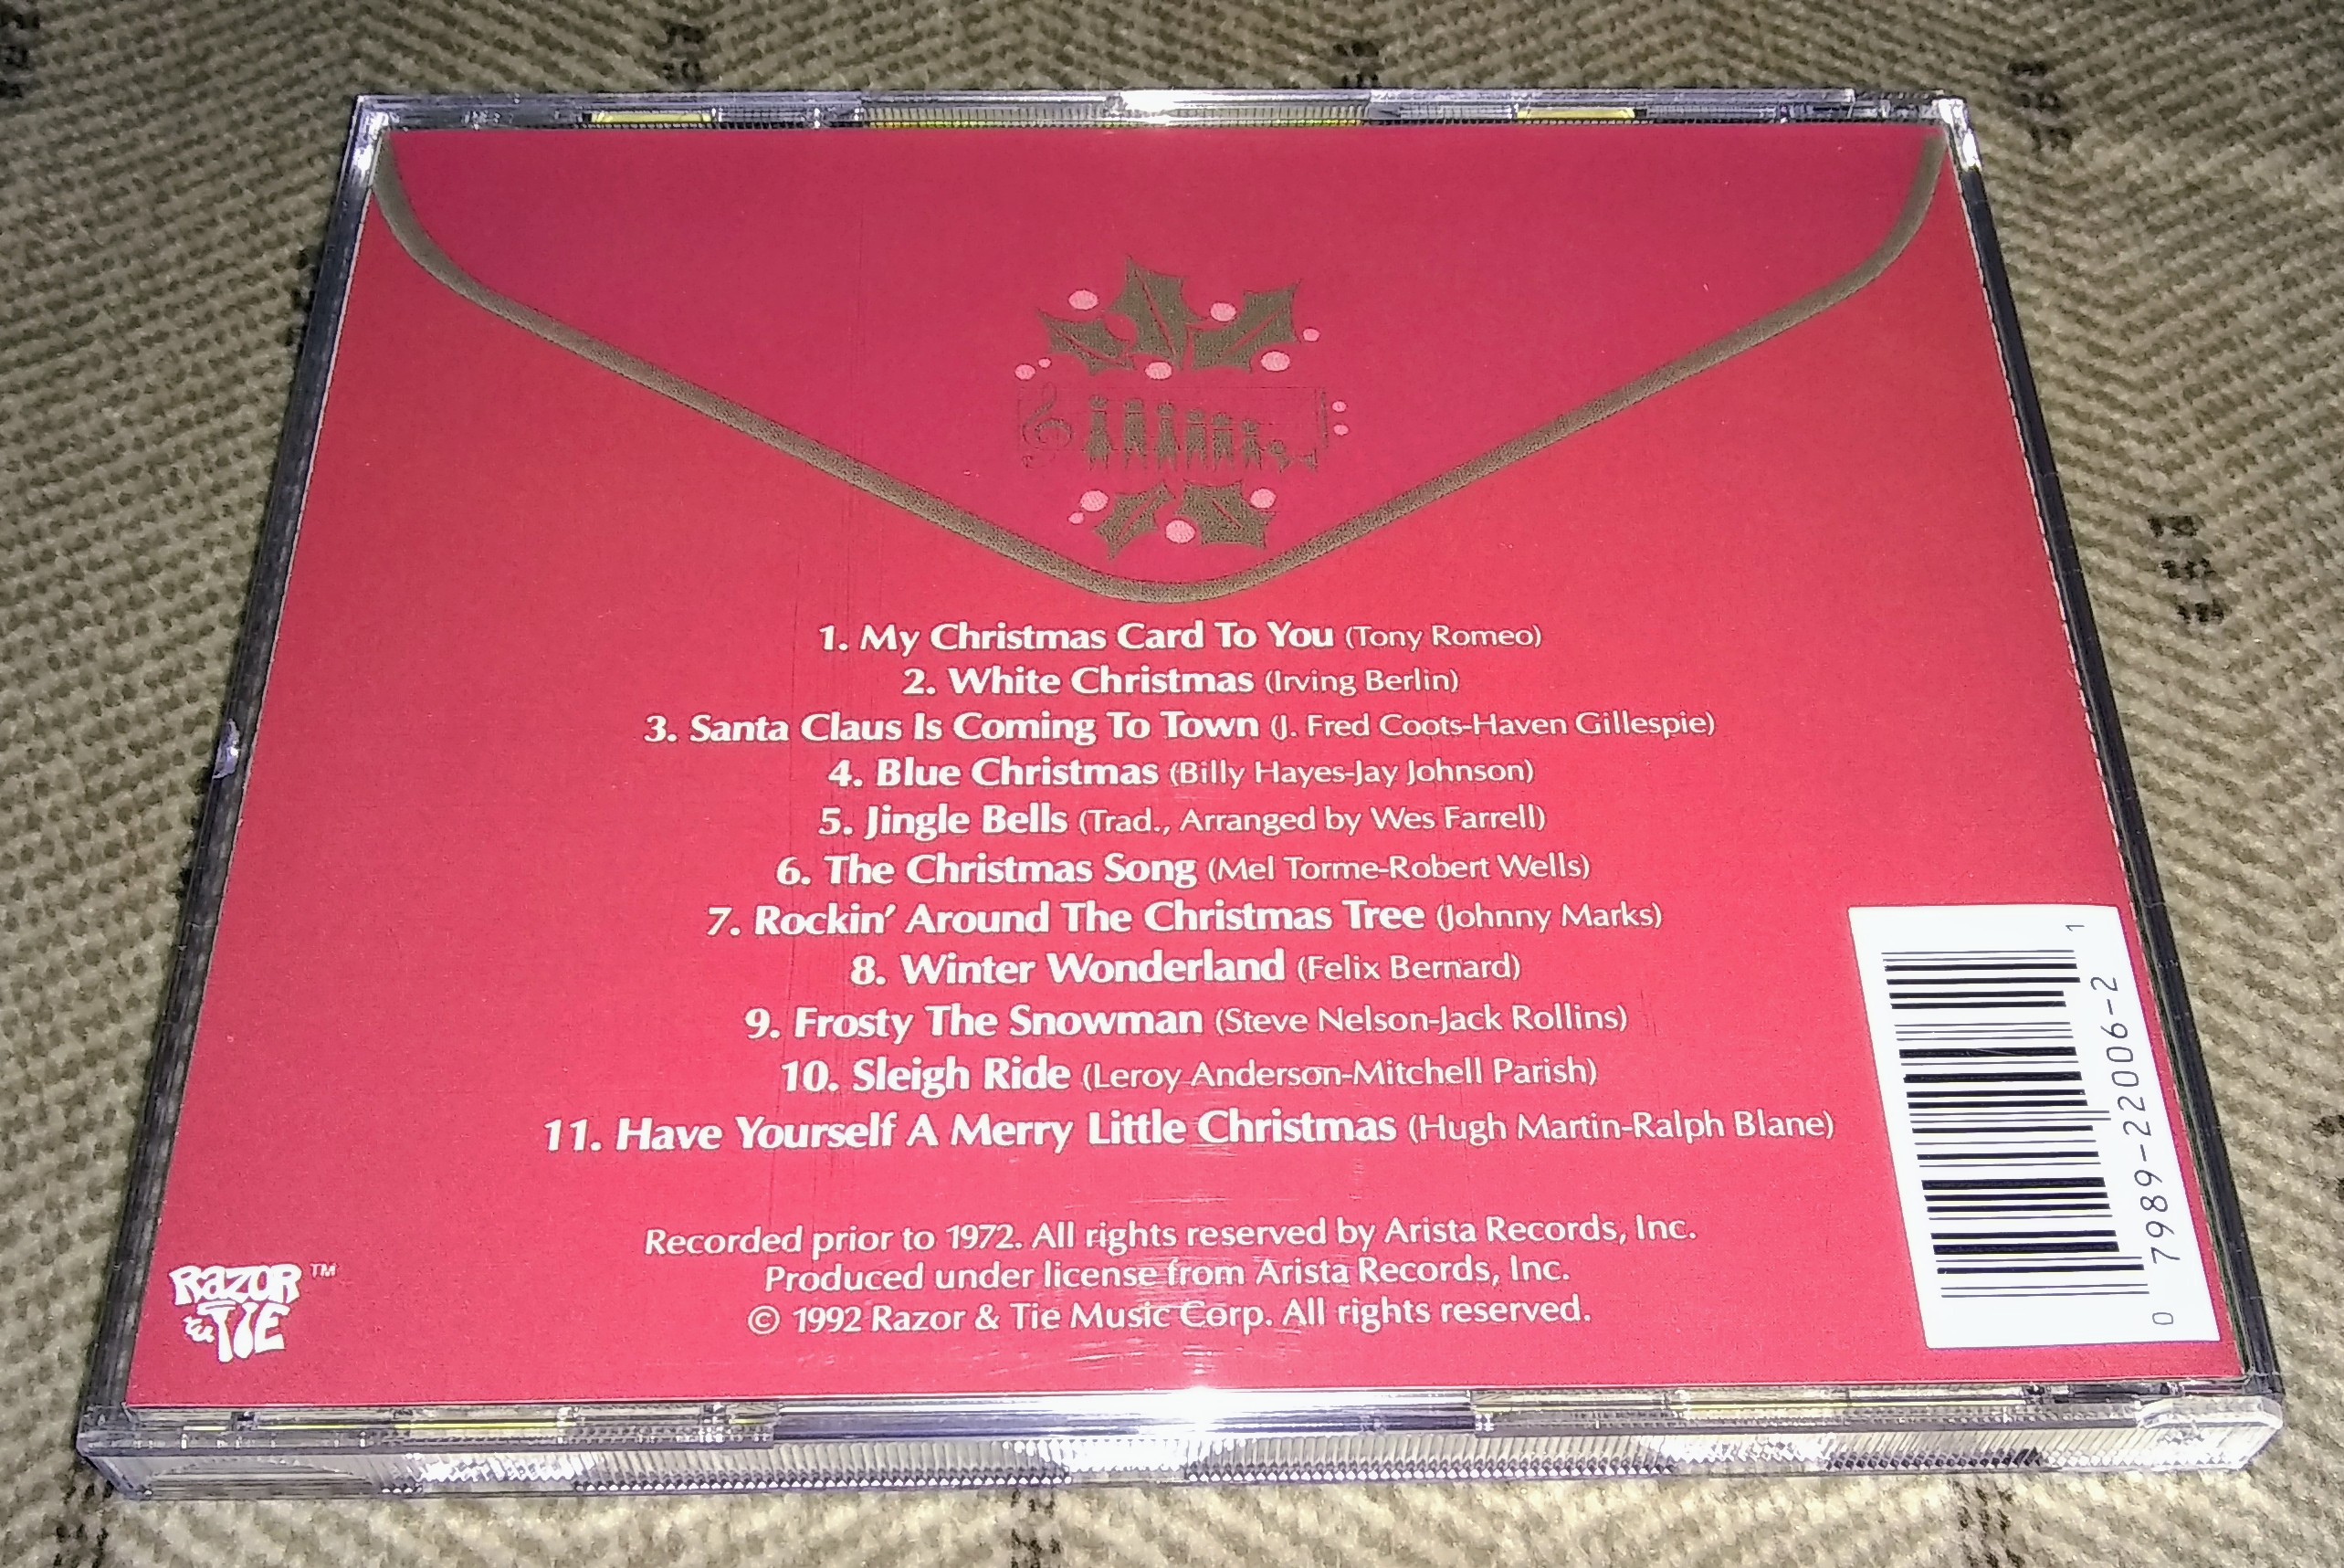 1. My Christmas Card To You (Tony Romeo)
2. White Christmas (Irving Berlin)
3. Santa Claus Is Coming To Town (J. Fred Coots-Haven Gillespie)
4. Blue Christmas (Billy Hayes-Jay Johnson)
5. Jingle Bells (Trad., Arranged by Wes Farrell)
6. The Christmas Song (Mel Torme-Robert Wells)
7. Rockin’ Around The Christmas Tree (Johnny Marks)
8. Winter Wonderland (Felix Bernard)
9. Frosty The Snowman (Steve Nelson-Jack Rollins)
10. Sleigh Ride (Leroy Anderson-Mitchell Parish)
11. Have Yourself A Merry Little Christmas (Hugh Martin-Ralph Blane)
Recorded prior to 1972. All rights reserved by Arista Records, Inc.
Produced under license from Arista Records, Inc.
© 1992 Razor & Tie Music Corp. All rights reserved.
RAZOR ™
& TIE
0 7989-22006-2 1